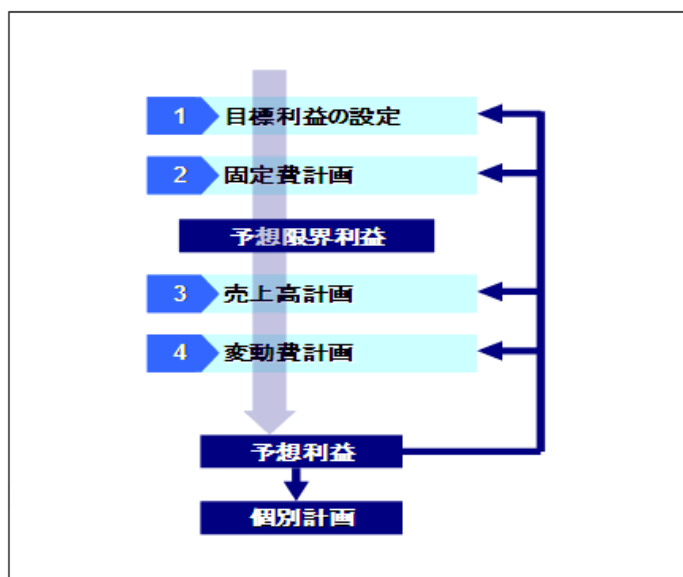 1 目標利益の設定
2 固定費計画
予想限界利益
3 売上高計画
4 変動費計画
予想利益
個別計画